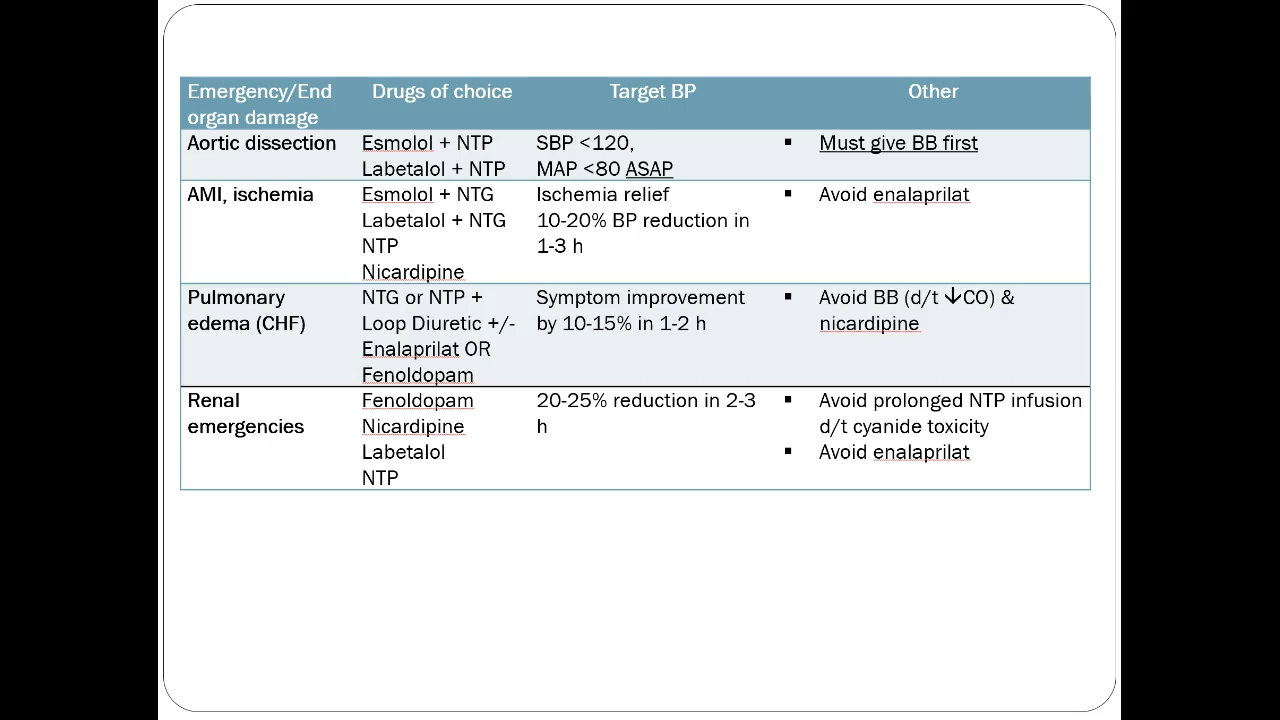 Emergency/End organ damage
Drugs of choice
Target BP
Other
Aortic dissection
Esmolol + NTP
Labetalol + NTP
SBP <120,
MAP <80 ASAP
▪ Must give BB first
AMI, ischemia
Esmolol + NTG
Labetalol + NTG
NTP
Nicardipine
Ischemia relief
10-20% BP reduction in
1-3 h
▪ Avoid enalaprilat
Pulmonary
edema (CHF)
NTG or NTP +
Loop Diuretic +/-
Enalaprilat OR
Fenoldopam
Symptom improvement
by 10-15% in 1-2 h
▪ Avoid BB (d/t ↓CO) &
nicardipine
Renal
emergencies
Fenoldopam
Nicardipine
Labetalol
NTP
20-25% reduction in 2-3
h
▪ Avoid prolonged NTP infusion
d/t cyanide toxicity
▪ Avoid enalaprilat